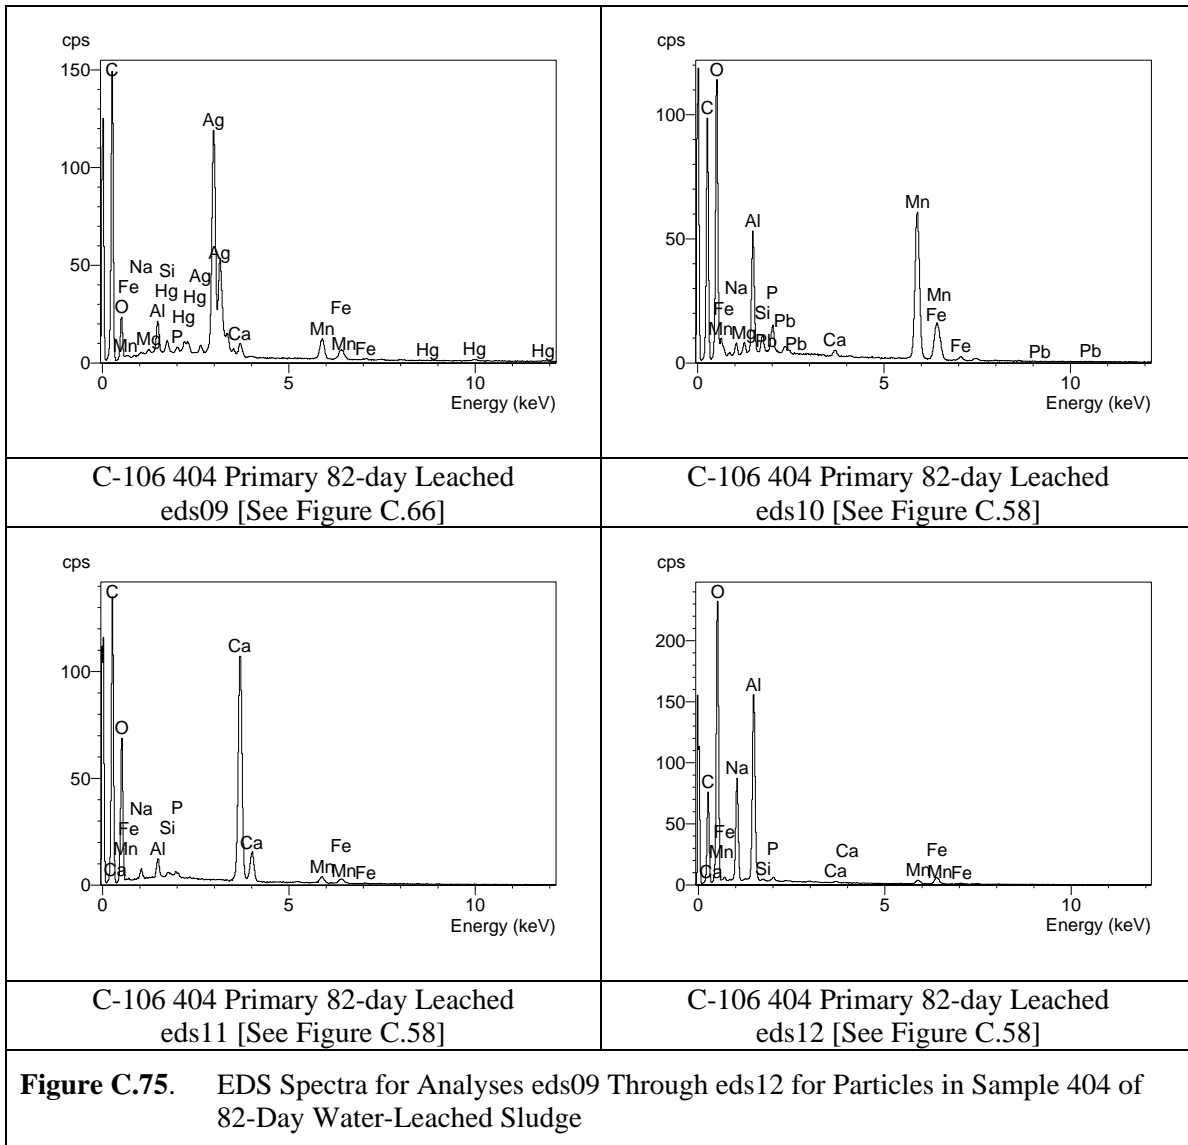 cps
150
100
50
0
C
Ag
Ag
Na
Si
Fe
Hg
Ag
Hg
O
Al
Hg
Mn
Mg
P
Ca
Fe
Mn
Mn
Fe
Hg
Hg
Hg
0
5
10
Energy (keV)
C-106 404 Primary 82-day Leached
eds09 [See Figure C.66]
cps
100
50
0
O
C
Al
Mn
Na
P
Fe
Si
Pb
Mn
Mg
Pb
Pb
Ca
Mn
Fe
Fe
Pb
Pb
0
5
10
Energy (keV)
C-106 404 Primary 82-day Leached
eds10 [See Figure C.58]
cps
100
50
0
C
O
Ca
Na
P
Fe
Si
Mn
Al
Ca
Ca
Fe
Mn
Mn
Fe
0
5
10
Energy (keV)
C-106 404 Primary 82-day Leached
eds11 [See Figure C.58]
cps
200
150
100
50
0
O
Al
Na
C
Fe
Mn
P
Ca
Si
Ca
Ca
Fe
Mn
Mn
Fe
0
5
10
Energy (keV)
C-106 404 Primary 82-day Leached
eds12 [See Figure C.58]
Figure C.75. EDS Spectra for Analyses eds09 Through eds12 for Particles in Sample 404 of
82-Day Water-Leached Sludge